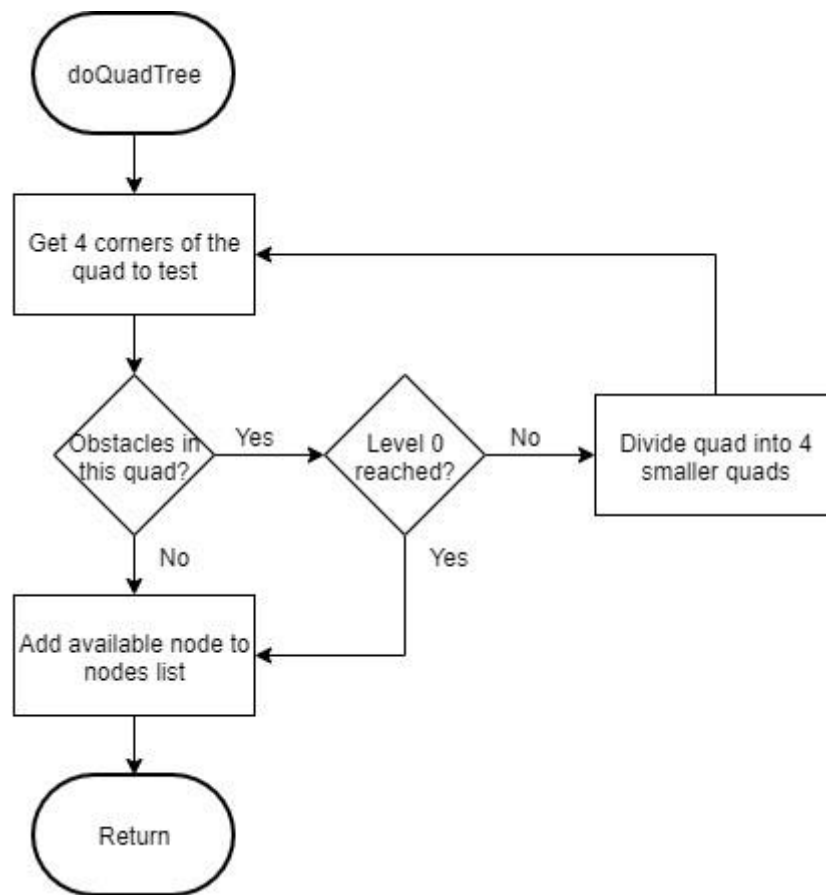 doQuadTree
Get 4 corners of the
quad to test
Obstacles in
this quad?
Yes
Level 0
reached?
No
Divide quad into 4
smaller quads
No
Yes
Add available node to
nodes list
Return